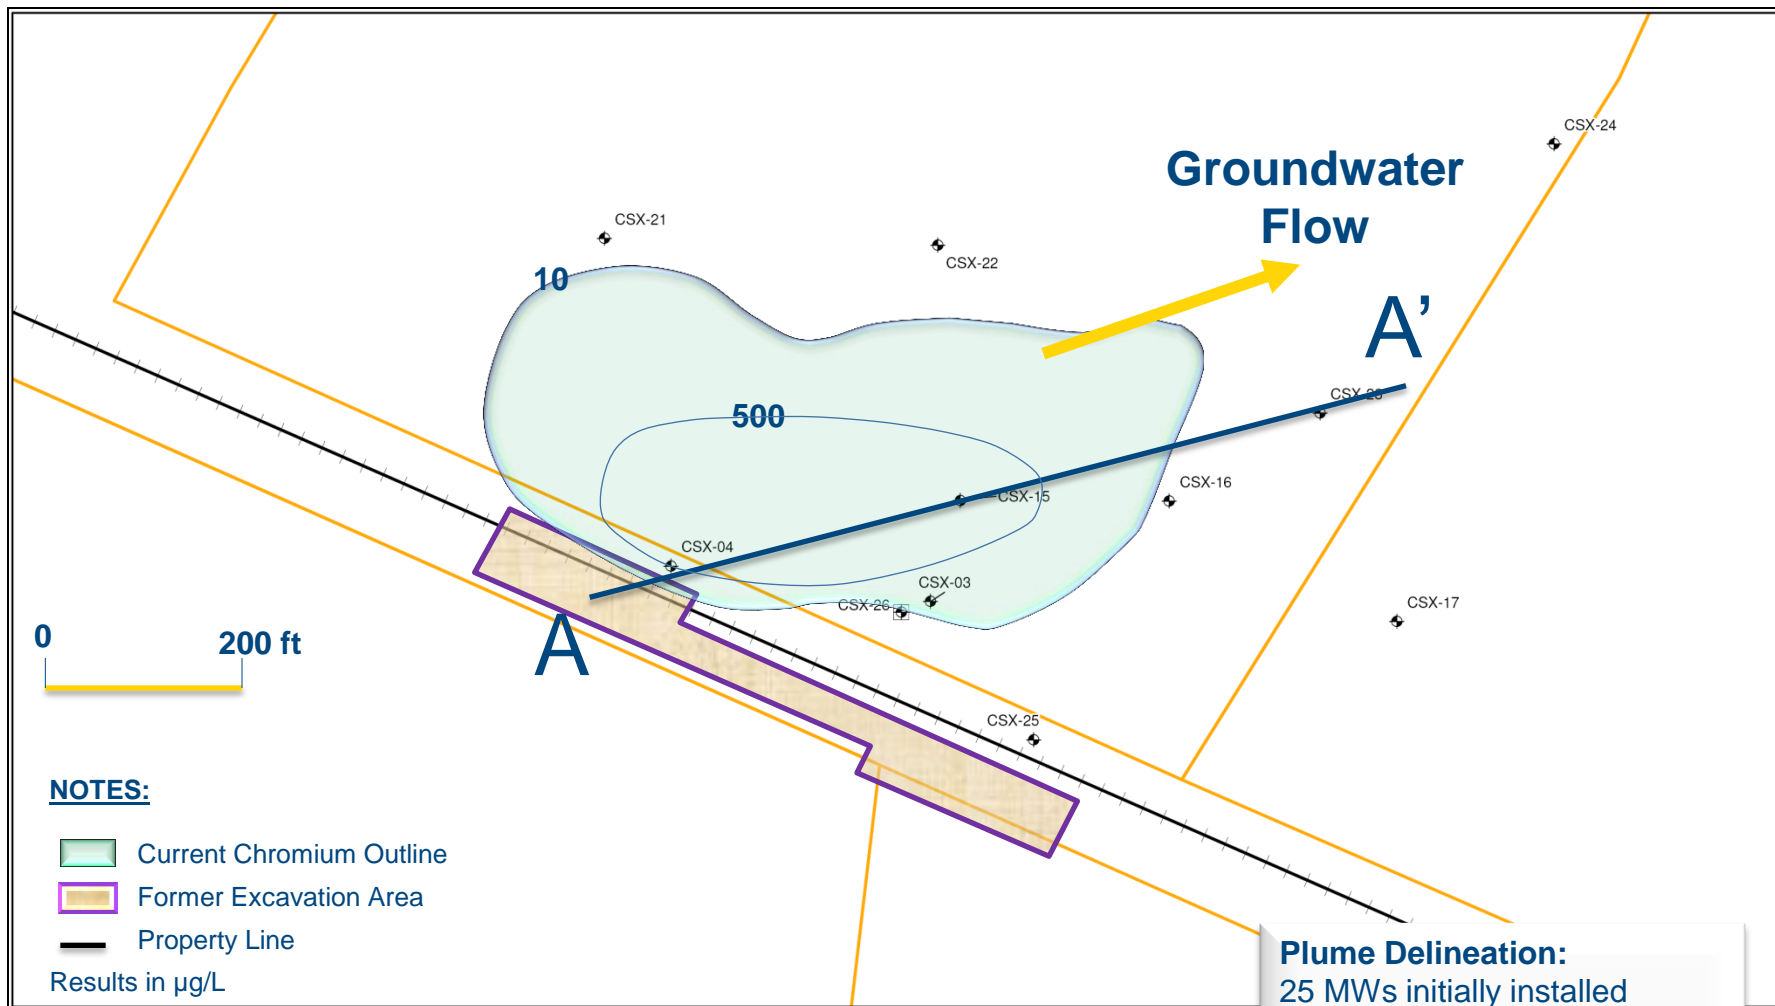 CSX-24
Groundwater
Flow
CSX-21
CSX-22
10
A’
CSX-23
500
CSX-15
CSX-16
CSX-04
CSX-03
CSX-26
CSX-17
A
0
200 ft
CSX-25
NOTES:
Current Chromium Outline
Former Excavation Area
Property Line
Results in µg/L
Plume Delineation:
25 MWs initially installed